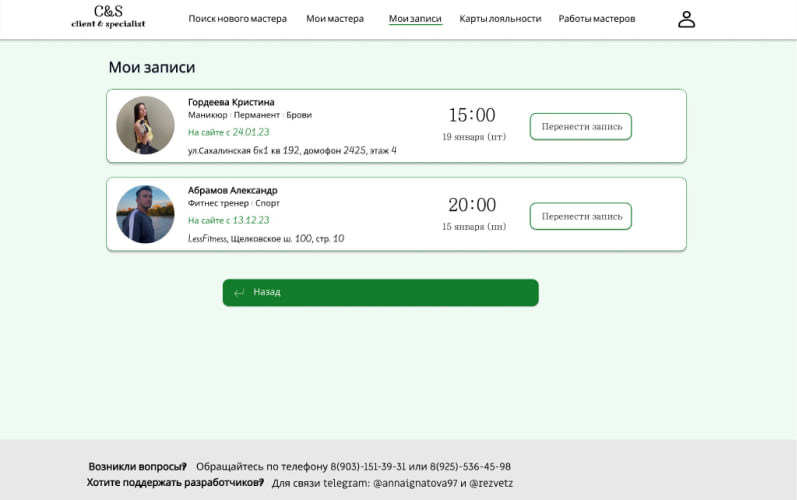 C&S
client & specialist
Поиск нового мастера Мои мастера Мои записи Карты лояльности Работы мастеров
Мои записи
Гордеева Кристина
Маникюр | Перманент | Брови
На сайте с 24.01.23
ул.Сахалинская 6к1 кв 192, домофон 2425, этаж 4
15:00
19 января (пт)
Перенести запись
Абрамов Александр
Фитнес тренер | Спорт
На сайте с 13.12.23
LessFitness, Щелковское ш. 100, стр. 10
20:00
15 января (пн)
Перенести запись
Назад
Возникли вопросы? Обращайтесь по телефону 8(903)-151-39-31 или 8(925)-536-45-98
Хотите поддержать разработчиков? Для связи telegram: @annaignatova97 и @rezvetz